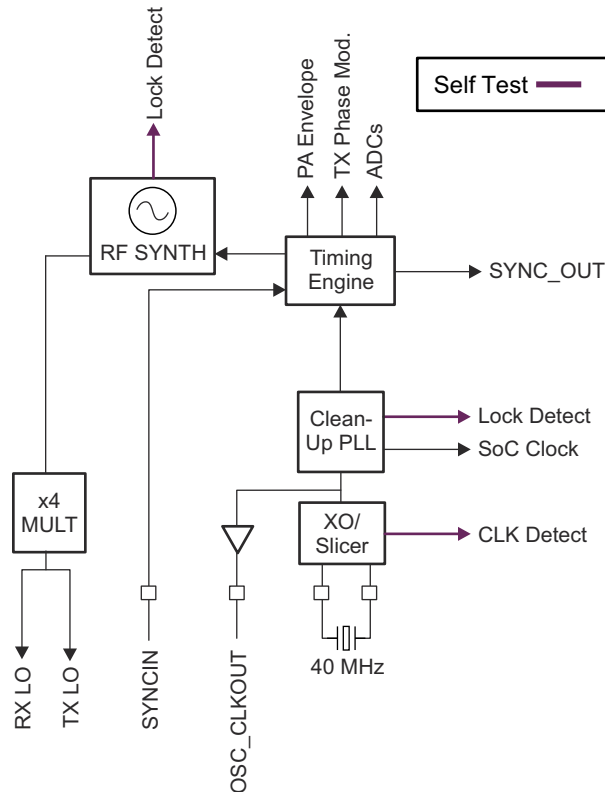 Lock Detect
Self Test
PA Envelope
TX Phase Mod.
ADCs
RF SYNTH
Timing
Engine
SYNC_OUT
Clean-
Up PLL
Lock Detect
SoC Clock
x4
MULT
XO/
Slicer
CLK Detect
40 MHz
RX LO
TX LO
SYNCIN
OSC_CLKOUT